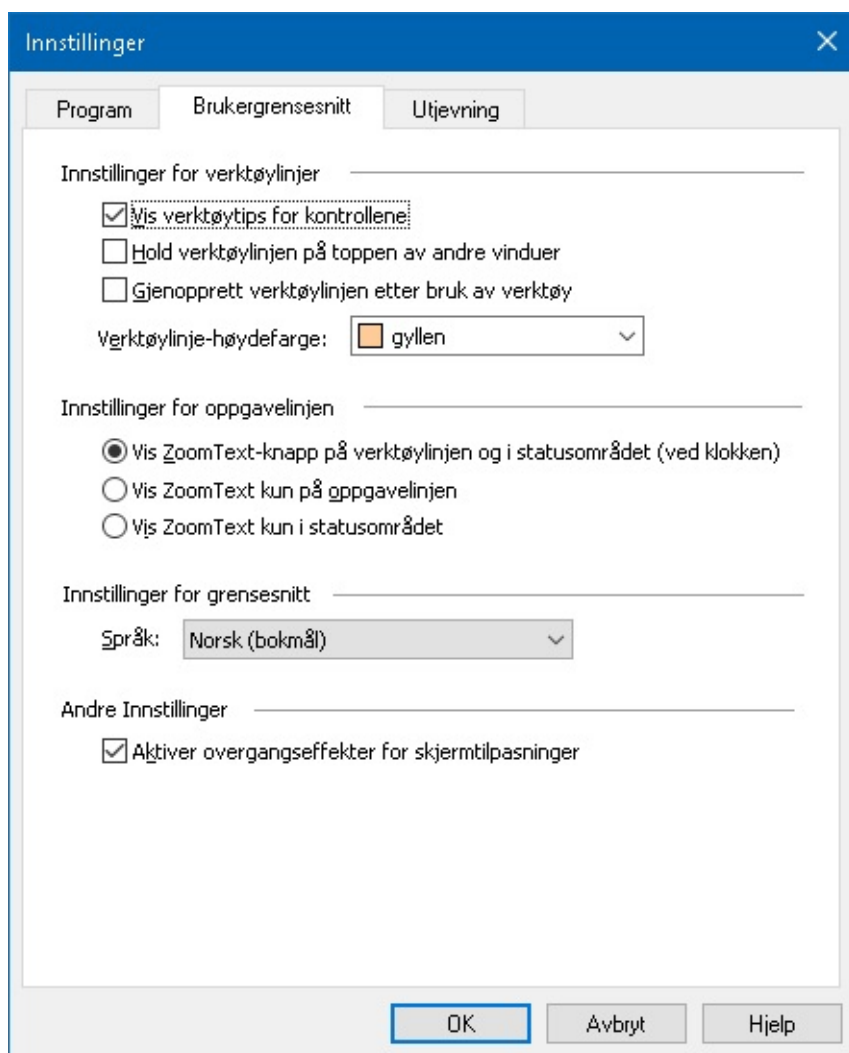 Innstillinger
Program Brukergrensesnitt Utjevning
Innstillinger for verktøylinjer
Vis verktøytips for kontrollene
Hold verktøylinjen på toppen av andre vinduer
Gjenopprett verktøylinjen etter bruk av verktøy
Verktøylinje-høydefarge: gyllen
Innstillinger for oppgavelinjen
Vis ZoomText-knapp på verktøylinjen og i statusområdet (ved klokken)
Vis ZoomText kun på oppgavelinjen
Vis ZoomText kun i statusområdet
Innstillinger for grensesnitt
Språk: Norsk (bokmål)
Andre Innstillinger
Aktiver overgangseffekter for skjermtilpasninger
OK Avbryt Hjelp